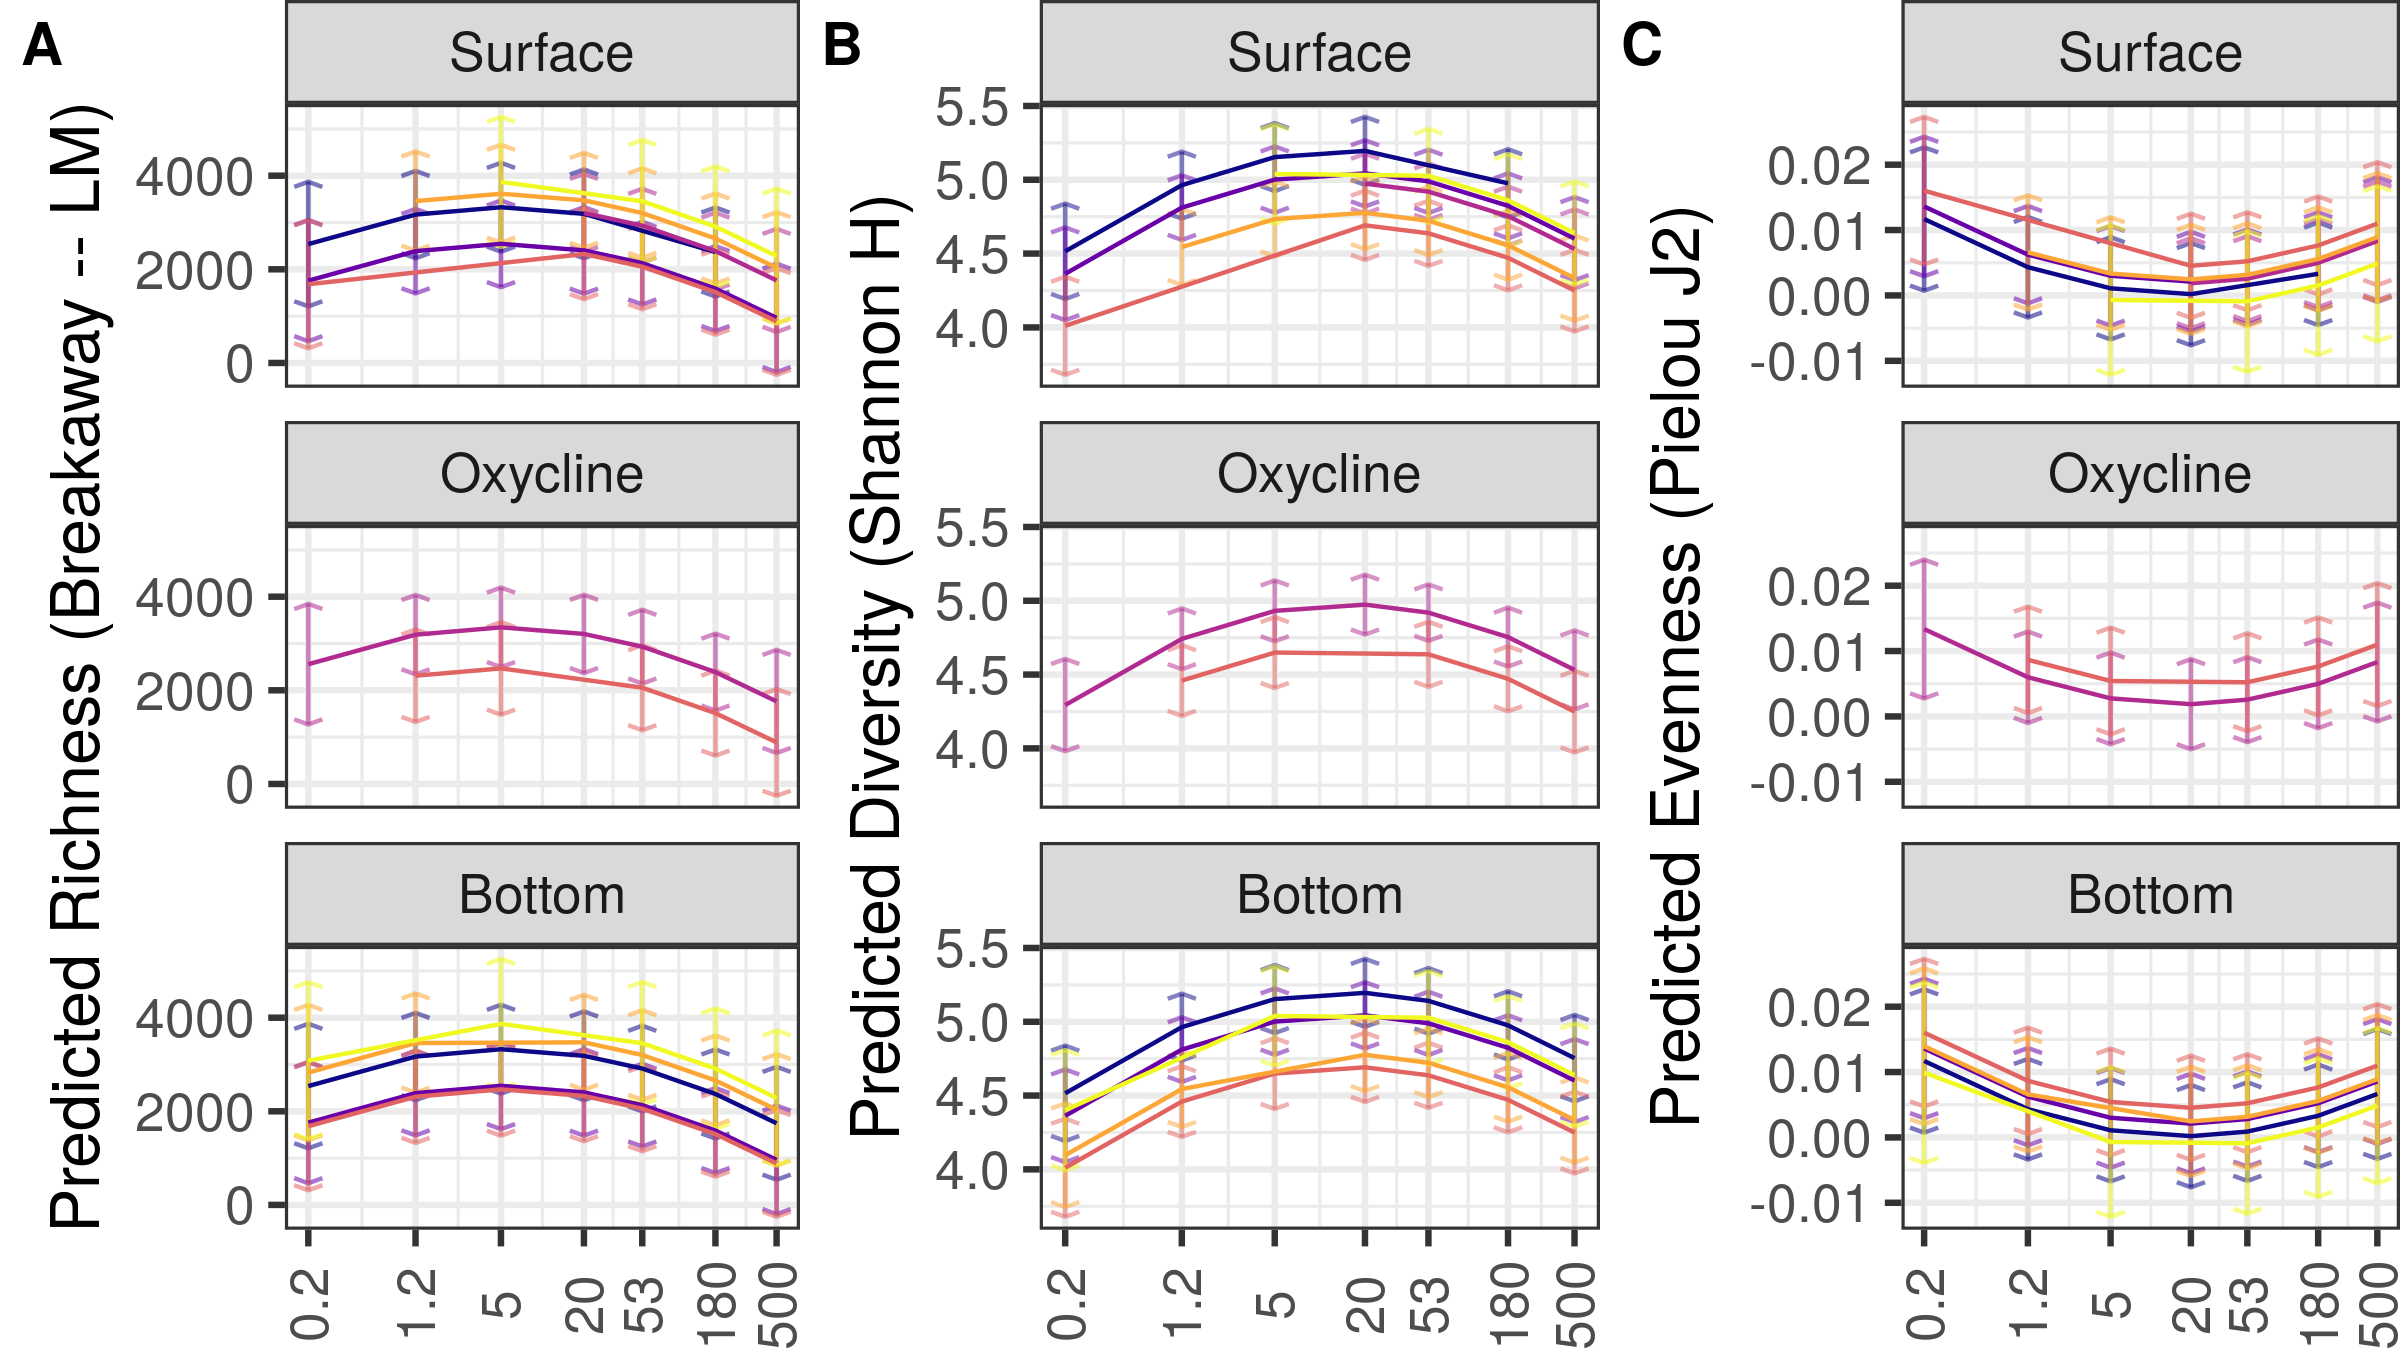 A
Predicted Richness (Breakaway -- LM)
Surface
4000
2000
0
Oxycline
4000
2000
0
Bottom
4000
2000
0
0.2 1.2 5 20 53 180 500
B
Predicted Diversity (Shannon H)
Surface
5.5
5.0
4.5
4.0
Oxycline
5.5
5.0
4.5
4.0
Bottom
5.5
5.0
4.5
4.0
0.2 1.2 5 20 53 180 500
C
Predicted Evenness (Pielou J2)
Surface
0.02
0.01
0.00
-0.01
Oxycline
0.02
0.01
0.00
-0.01
Bottom
0.02
0.01
0.00
-0.01
0.2 1.2 5 20 53 180 500